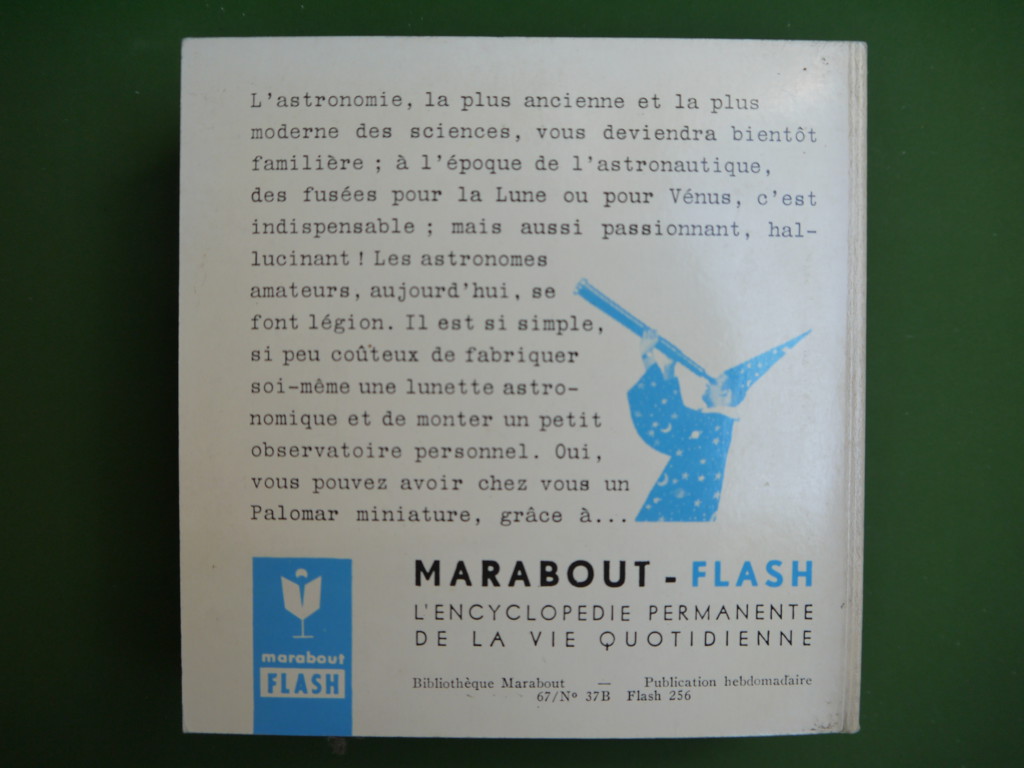 L'astronomie, la plus ancienne et la plus
moderne des sciences, vous deviendra bientôt
familière ; à l'époque de l'astronautique,
des fusées pour la Lune ou pour Vénus, c'est
indispensable ; mais aussi passionnant, hal-
lucinant ! Les astronomes
amateurs, aujourd'hui, se
font légion. Il est si simple,
si peu coûteux de fabriquer
soi-même une lunette astro-
nomique et de monter un petit
observatoire personnel. Oui,
vous pouvez avoir chez vous un
Palomar miniature, grâce à...
MARABOUT - FLASH
L'ENCYCLOPEDIE PERMANENTE
DE LA VIE QUOTIDIENNE
Bibliothèque Marabout — Publication hebdomadaire
67/Nº 37B Flash 256
marabout
FLASH